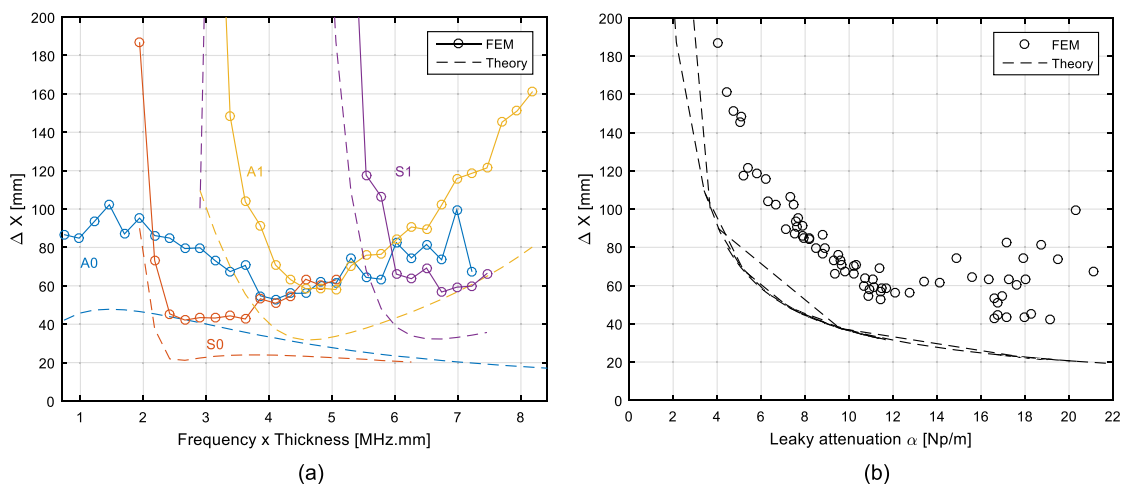 200
180
160
140
120
100
80
60
40
20
0
Δ X [mm]
1 2 3 4 5 6 7 8
Frequency x Thickness [MHz.mm]
FEM
Theory
A0
S0
A1
S1
(a)
200
180
160
140
120
100
80
60
40
20
0
Δ X [mm]
0 2 4 6 8 10 12 14 16 18 20 22
Leaky attenuation α [Np/m]
FEM
Theory
(b)